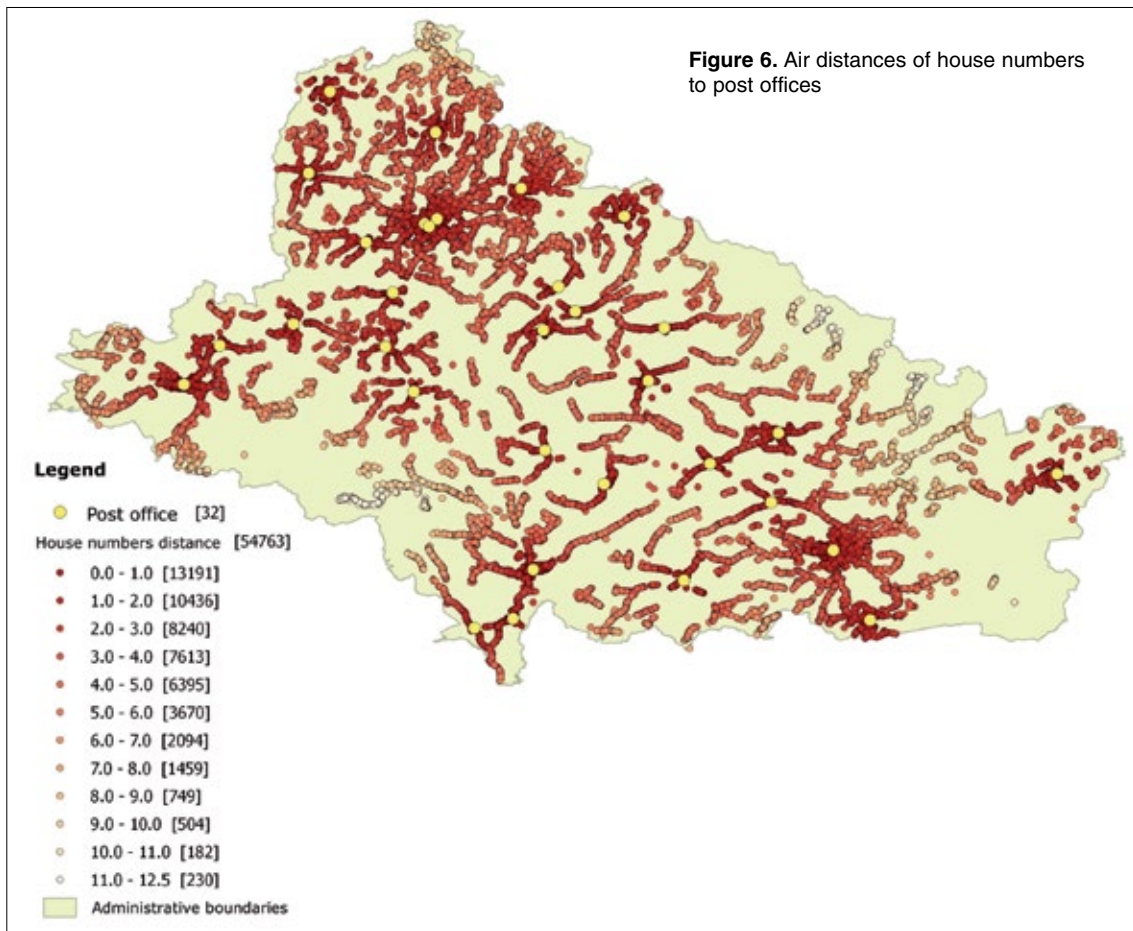 Figure 6. Air distances of house numbers
to post offices
Legend
Post office [32]
House numbers distance [54763]
0.0 - 1.0 [13191]
1.0 - 2.0 [10436]
2.0 - 3.0 [8240]
3.0 - 4.0 [7613]
4.0 - 5.0 [6395]
5.0 - 6.0 [3670]
6.0 - 7.0 [2094]
7.0 - 8.0 [1459]
8.0 - 9.0 [749]
9.0 - 10.0 [504]
10.0 - 11.0 [182]
11.0 - 12.5 [230]
Administrative boundaries